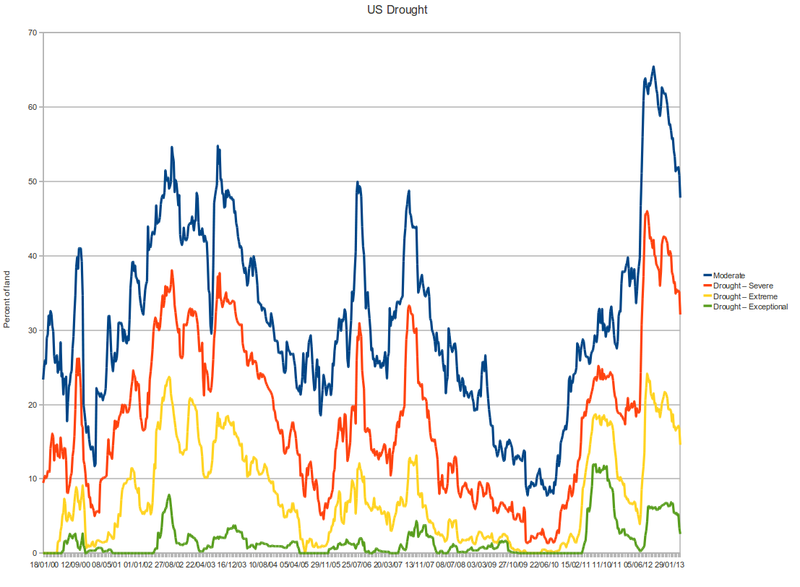 US Drought
70
60
50
40
30
20
10
0
Percent of land
Moderate
Drought – Severe
Drought – Extreme
Drought – Exceptional
18/01/00 12/09/00 08/05/01 01/01/02 27/08/02 22/04/03 16/12/03 10/08/04 05/04/05 29/11/05 25/07/06 20/03/07 13/11/07 08/07/08 03/03/09 27/10/09 22/06/10 15/02/11 11/10/11 05/06/12 29/01/13